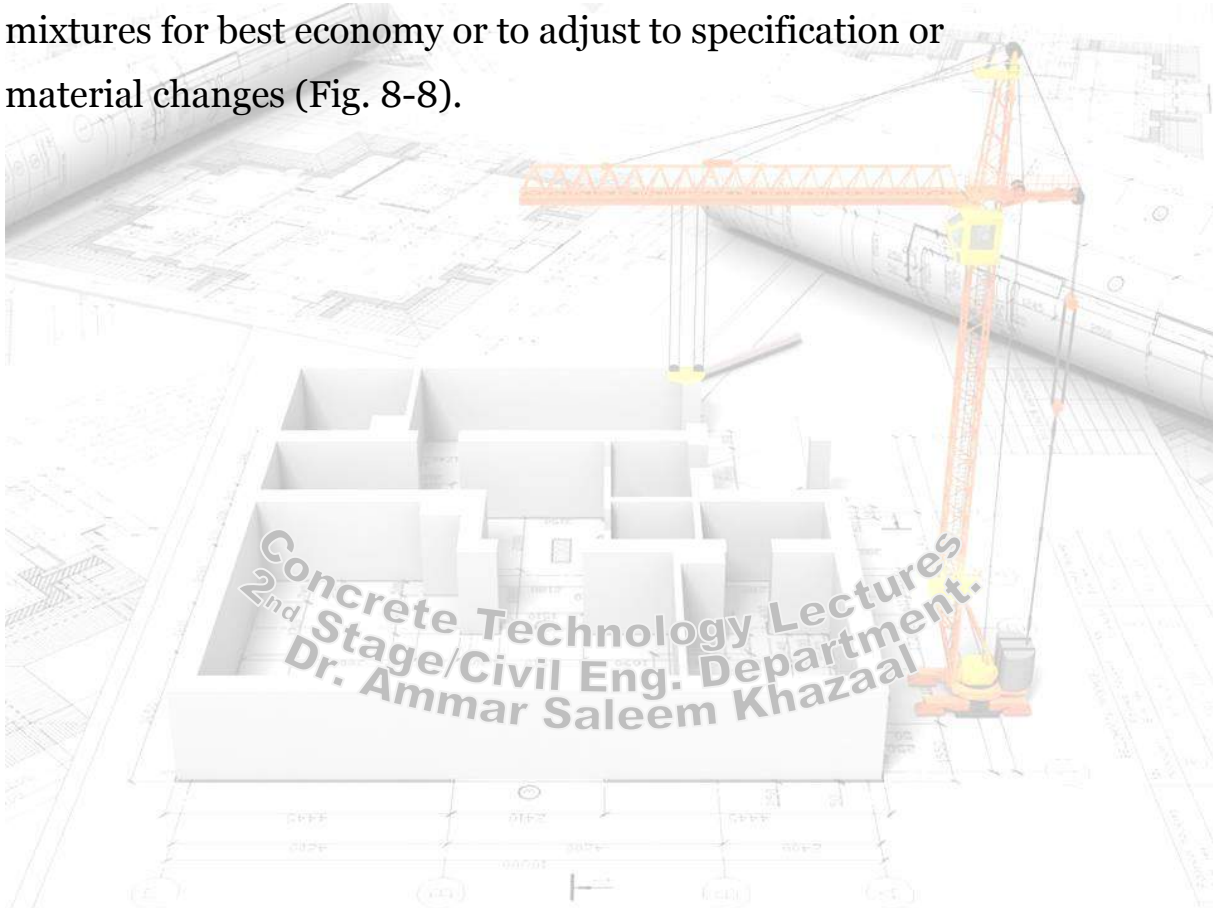 mixtures for best economy or to adjust to specification or
material changes (Fig. 8-8).
Concrete Technology Lectures
2nd Stage/Civil Eng. Department.
Dr. Ammar Saleem Khazaal